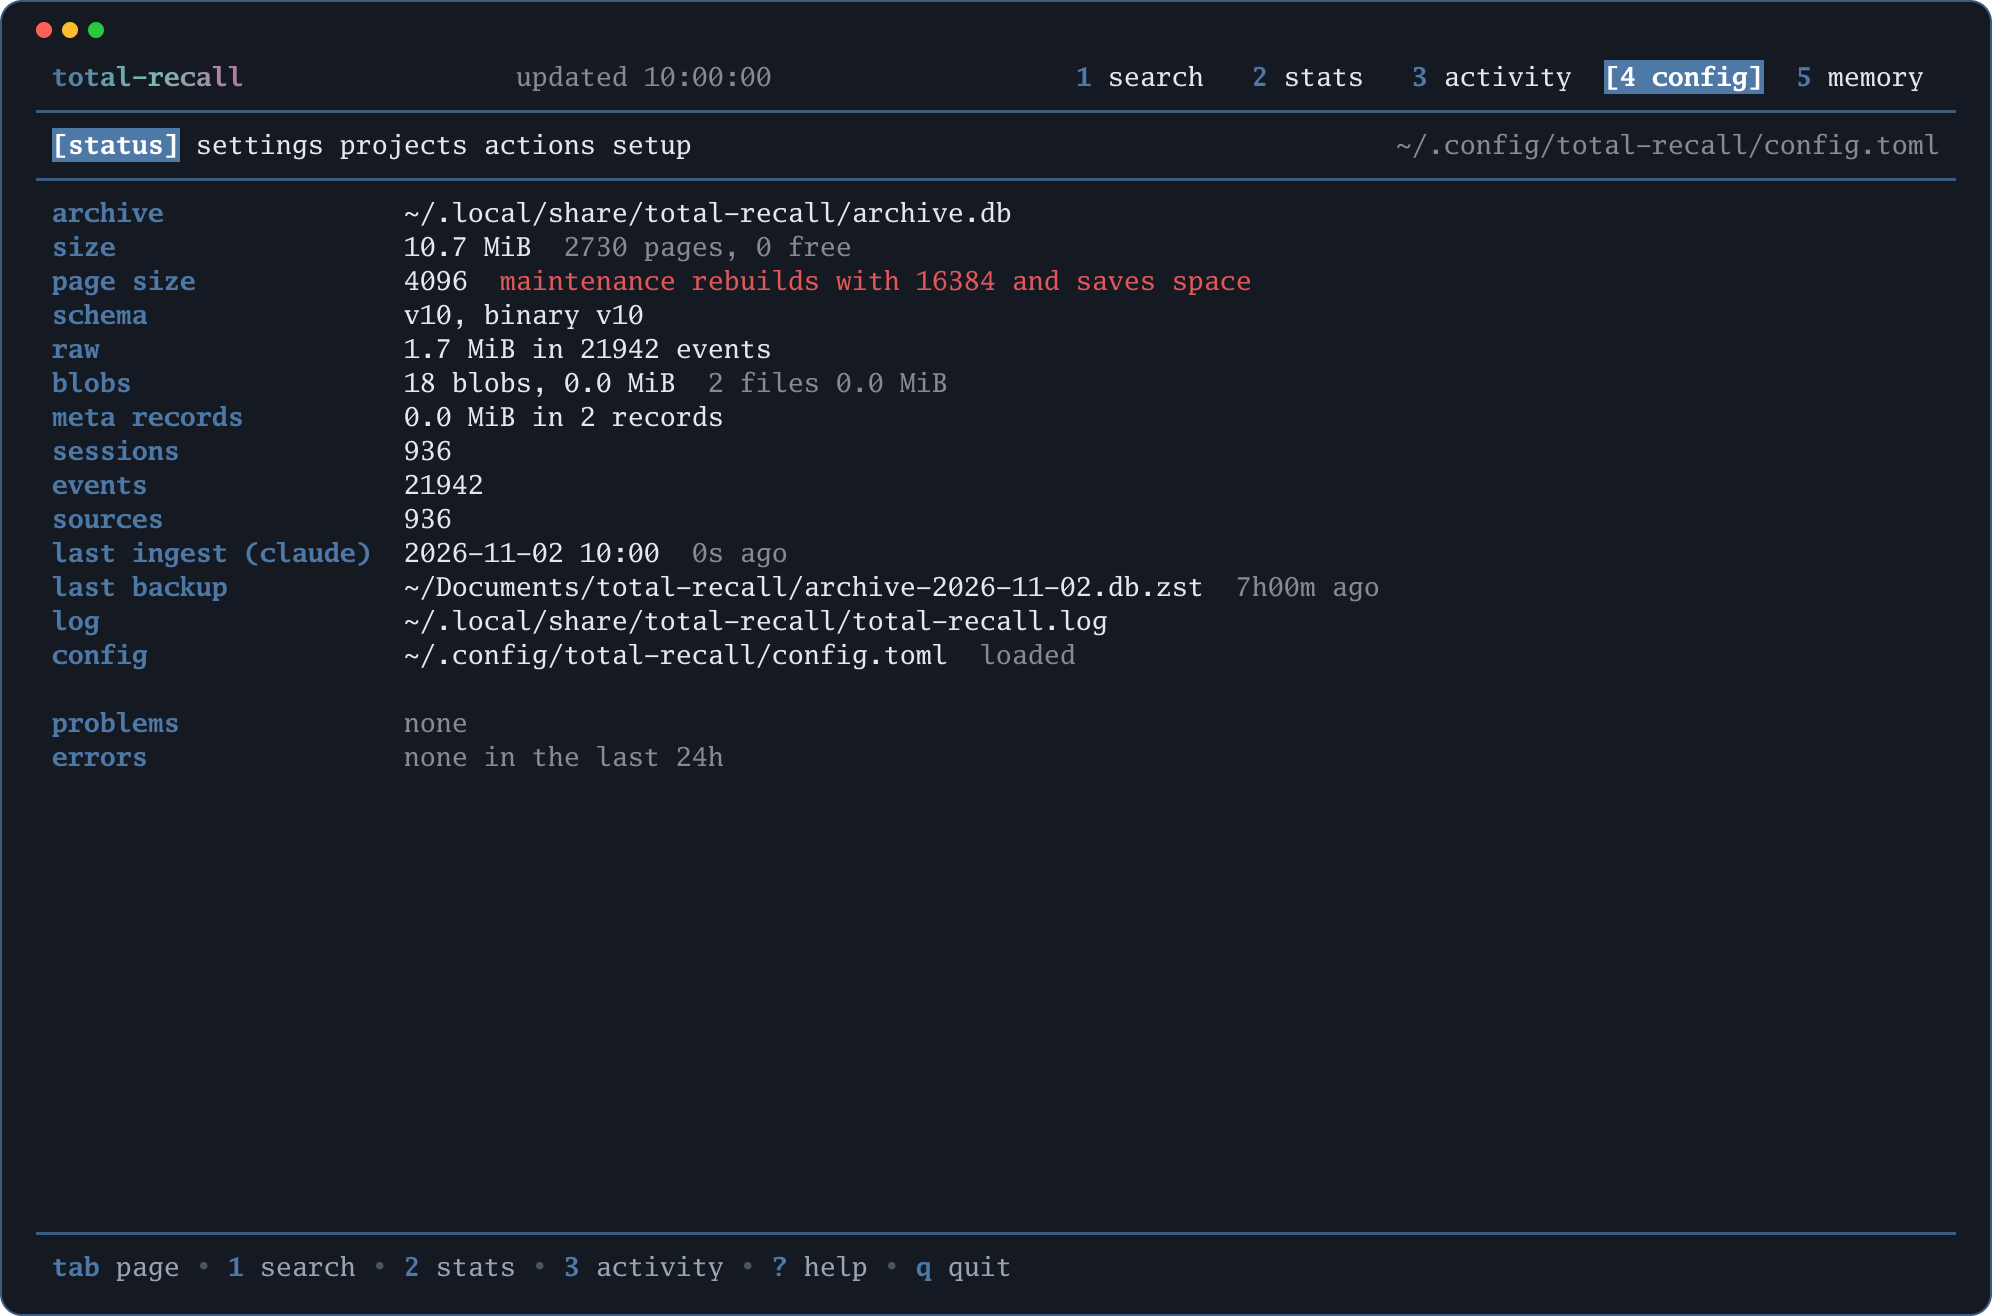 total-recall updated 10:00:00 1 search 2 stats 3 activity [4 config] 5 memory
[status] settings projects actions setup ~/.config/total-recall/config.toml
archive ~/.local/share/total-recall/archive.db
size 10.7 MiB 2730 pages, 0 free
page size 4096 maintenance rebuilds with 16384 and saves space
schema v10, binary v10
raw 1.7 MiB in 21942 events
blobs 18 blobs, 0.0 MiB 2 files 0.0 MiB
meta records 0.0 MiB in 2 records
sessions 936
events 21942
sources 936
last ingest (claude) 2026-11-02 10:00 0s ago
last backup ~/Documents/total-recall/archive-2026-11-02.db.zst 7h00m ago
log ~/.local/share/total-recall/total-recall.log
config ~/.config/total-recall/config.toml loaded
problems none
errors none in the last 24h
tab page • 1 search • 2 stats • 3 activity • ? help • q quit